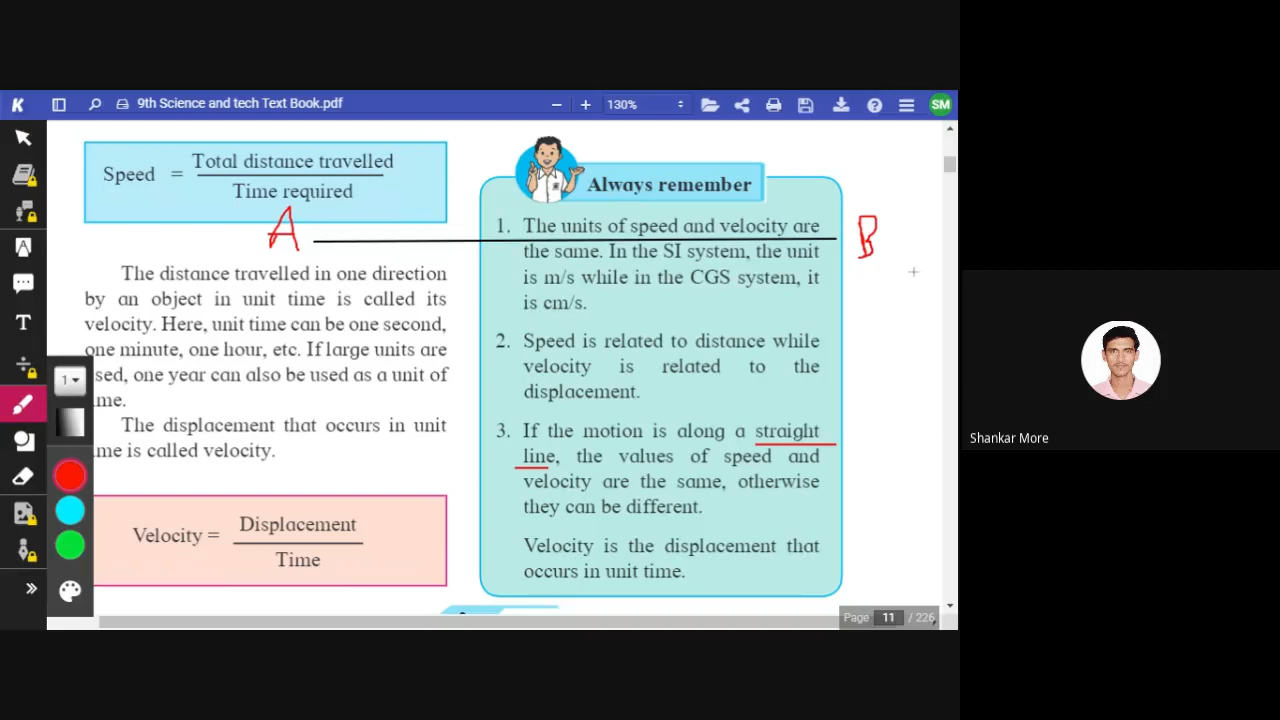 K
9th Science and tech Text Book.pdf
130%
SM
Speed = Total distance travelled
Time required
A
B
The distance travelled in one direction
by an object in unit time is called its
velocity. Here, unit time can be one second,
one minute, one hour, etc. If large units are
sed, one year can also be used as a unit of
me.
The displacement that occurs in unit
me is called velocity.
Velocity = Displacement
Time
Always remember
1. The units of speed and velocity are
the same. In the SI system, the unit
is m/s while in the CGS system, it
is cm/s.
2. Speed is related to distance while
velocity is related to the
displacement.
3. If the motion is along a straight
line, the values of speed and
velocity are the same, otherwise
they can be different.
Velocity is the displacement that
occurs in unit time.
1
Page 11 / 226
Shankar More